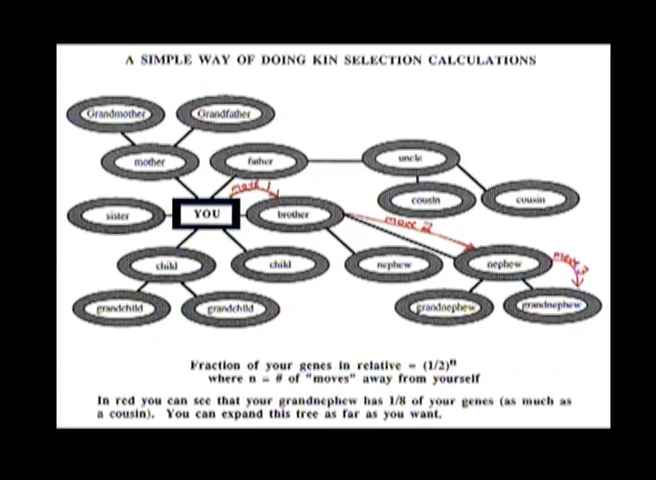 A SIMPLE WAY OF DOING KIN SELECTION CALCULATIONS
Grandmother
Grandfather
mother
father
uncle
move 1
sister
YOU
brother
cousin
cousin
move 2
child
child
nephew
nephew
move 3
grandchild
grandchild
grandnephew
grandnephew
Fraction of your genes in relative = (1/2)ⁿ
where n = # of "moves" away from yourself
In red you can see that your grandnephew has 1/8 of your genes (as much as
a cousin). You can expand this tree as far as you want.